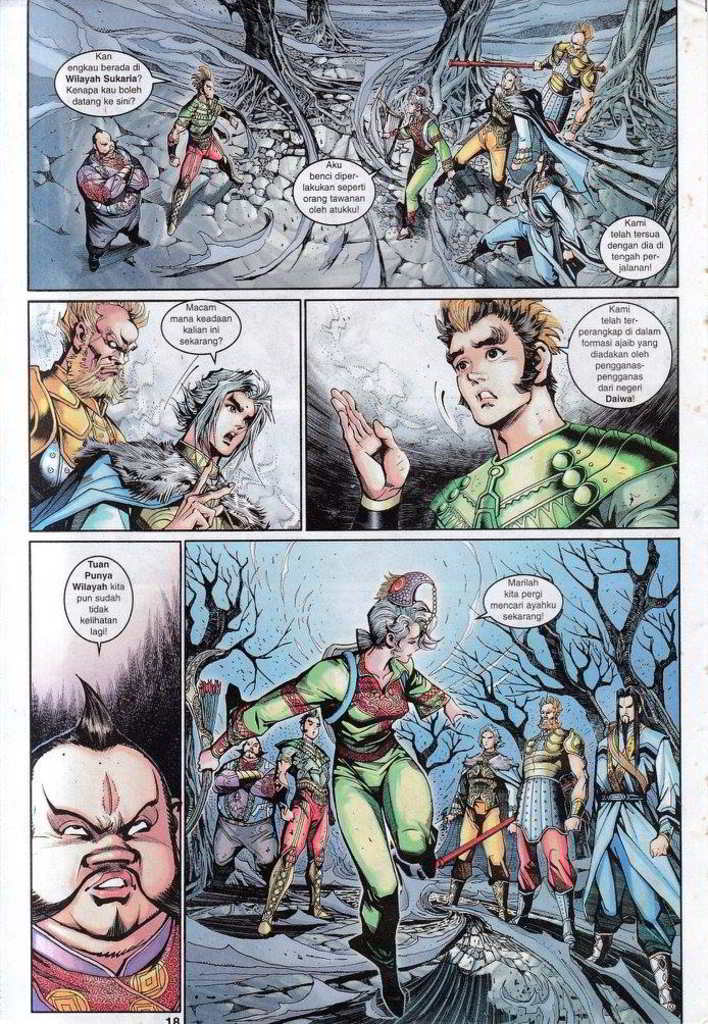 Kan
engkau berada di
Wilayah Sukaria?
Kenapa kau boleh
datang ke sini?
Aku
benci diper-
lakukan seperti
orang tawanan
oleh atukku!
Kami
telah tersua
dengan dia di
tengah per-
jalanan!
Macam
mana keadaan
kalian ini
sekarang?
Kami
telah ter-
perangkap di dalam
formasi ajaib yang
diadakan oleh
pengganas-
pengganas
dari negeri
Daiwa!
Tuan
Punya
Wilayah kita
pun sudah
tidak
kelihatan
lagi!
Marilah
kita pergi
mencari ayahku
sekarang!
18